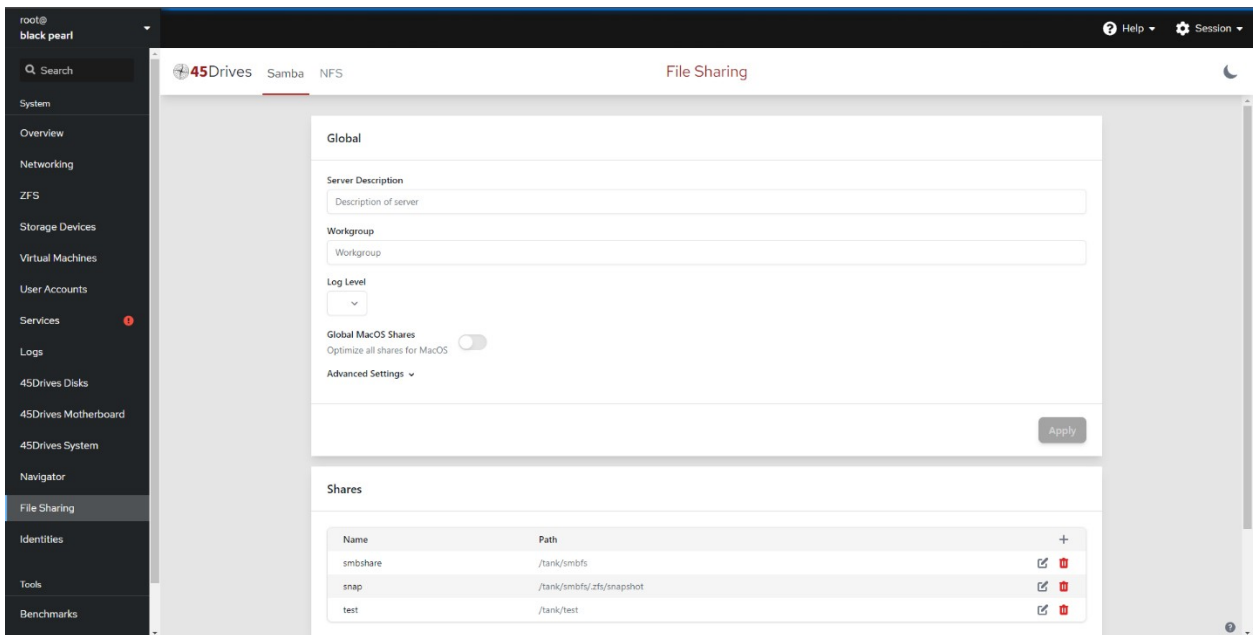 root@
black pearl
Help
Session
Search
System
Overview
Networking
ZFS
Storage Devices
Virtual Machines
User Accounts
Services
Logs
45Drives Disks
45Drives Motherboard
45Drives System
Navigator
File Sharing
Identities
Tools
Benchmarks
45Drives Samba NFS File Sharing
Global
Server Description
Description of server
Workgroup
Workgroup
Log Level
Global MacOS Shares
Optimize all shares for MacOS
Advanced Settings
Apply
Shares
Name Path +
smbshare /tank/smbfs
snap /tank/smbfs/.zfs/snapshot
test /tank/test